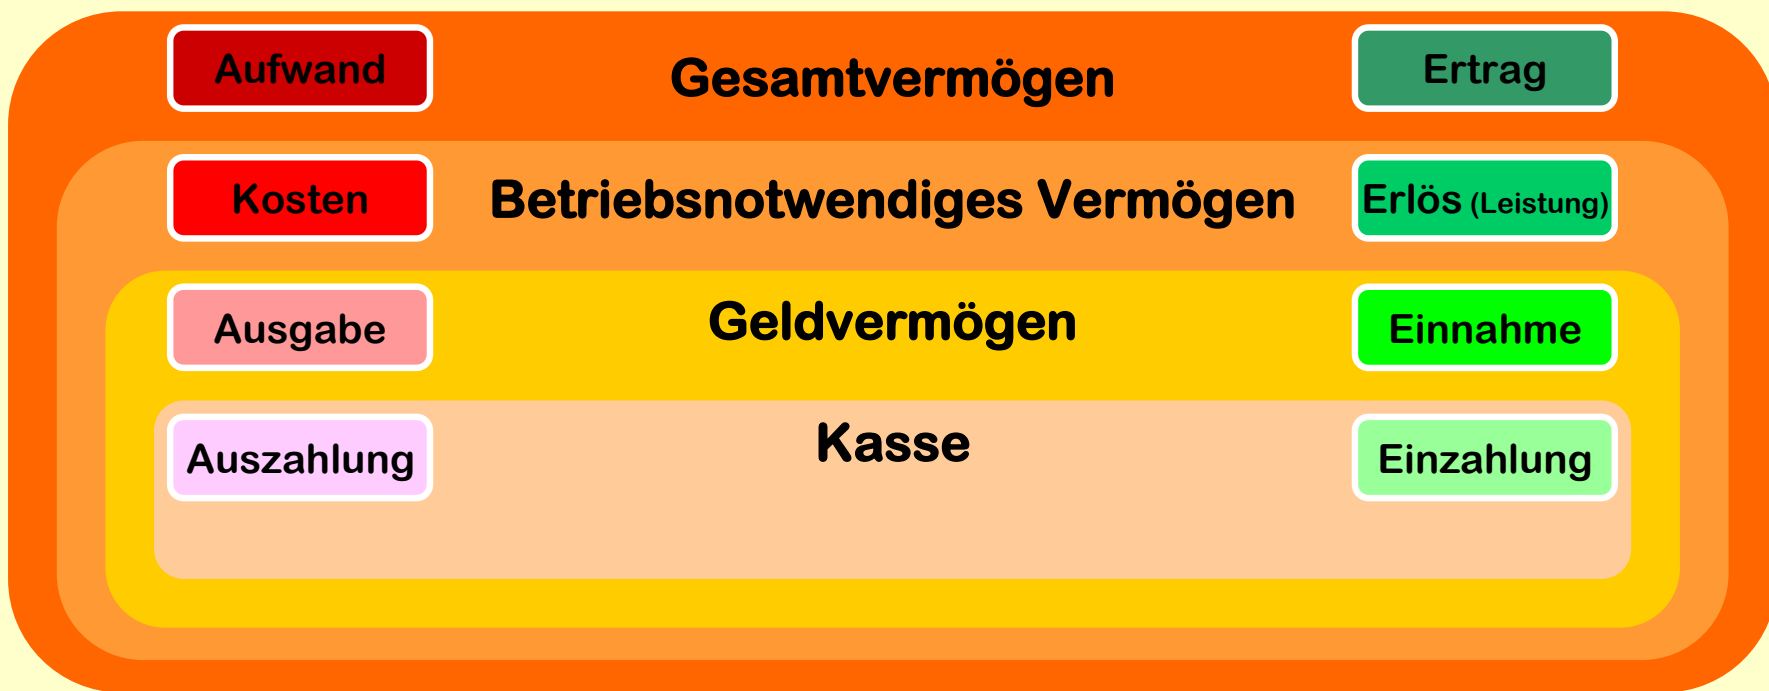 Aufwand
Gesamtvermögen
Ertrag
Kosten
Betriebsnotwendiges Vermögen
Erlös (Leistung)
Ausgabe
Geldvermögen
Einnahme
Auszahlung
Kasse
Einzahlung